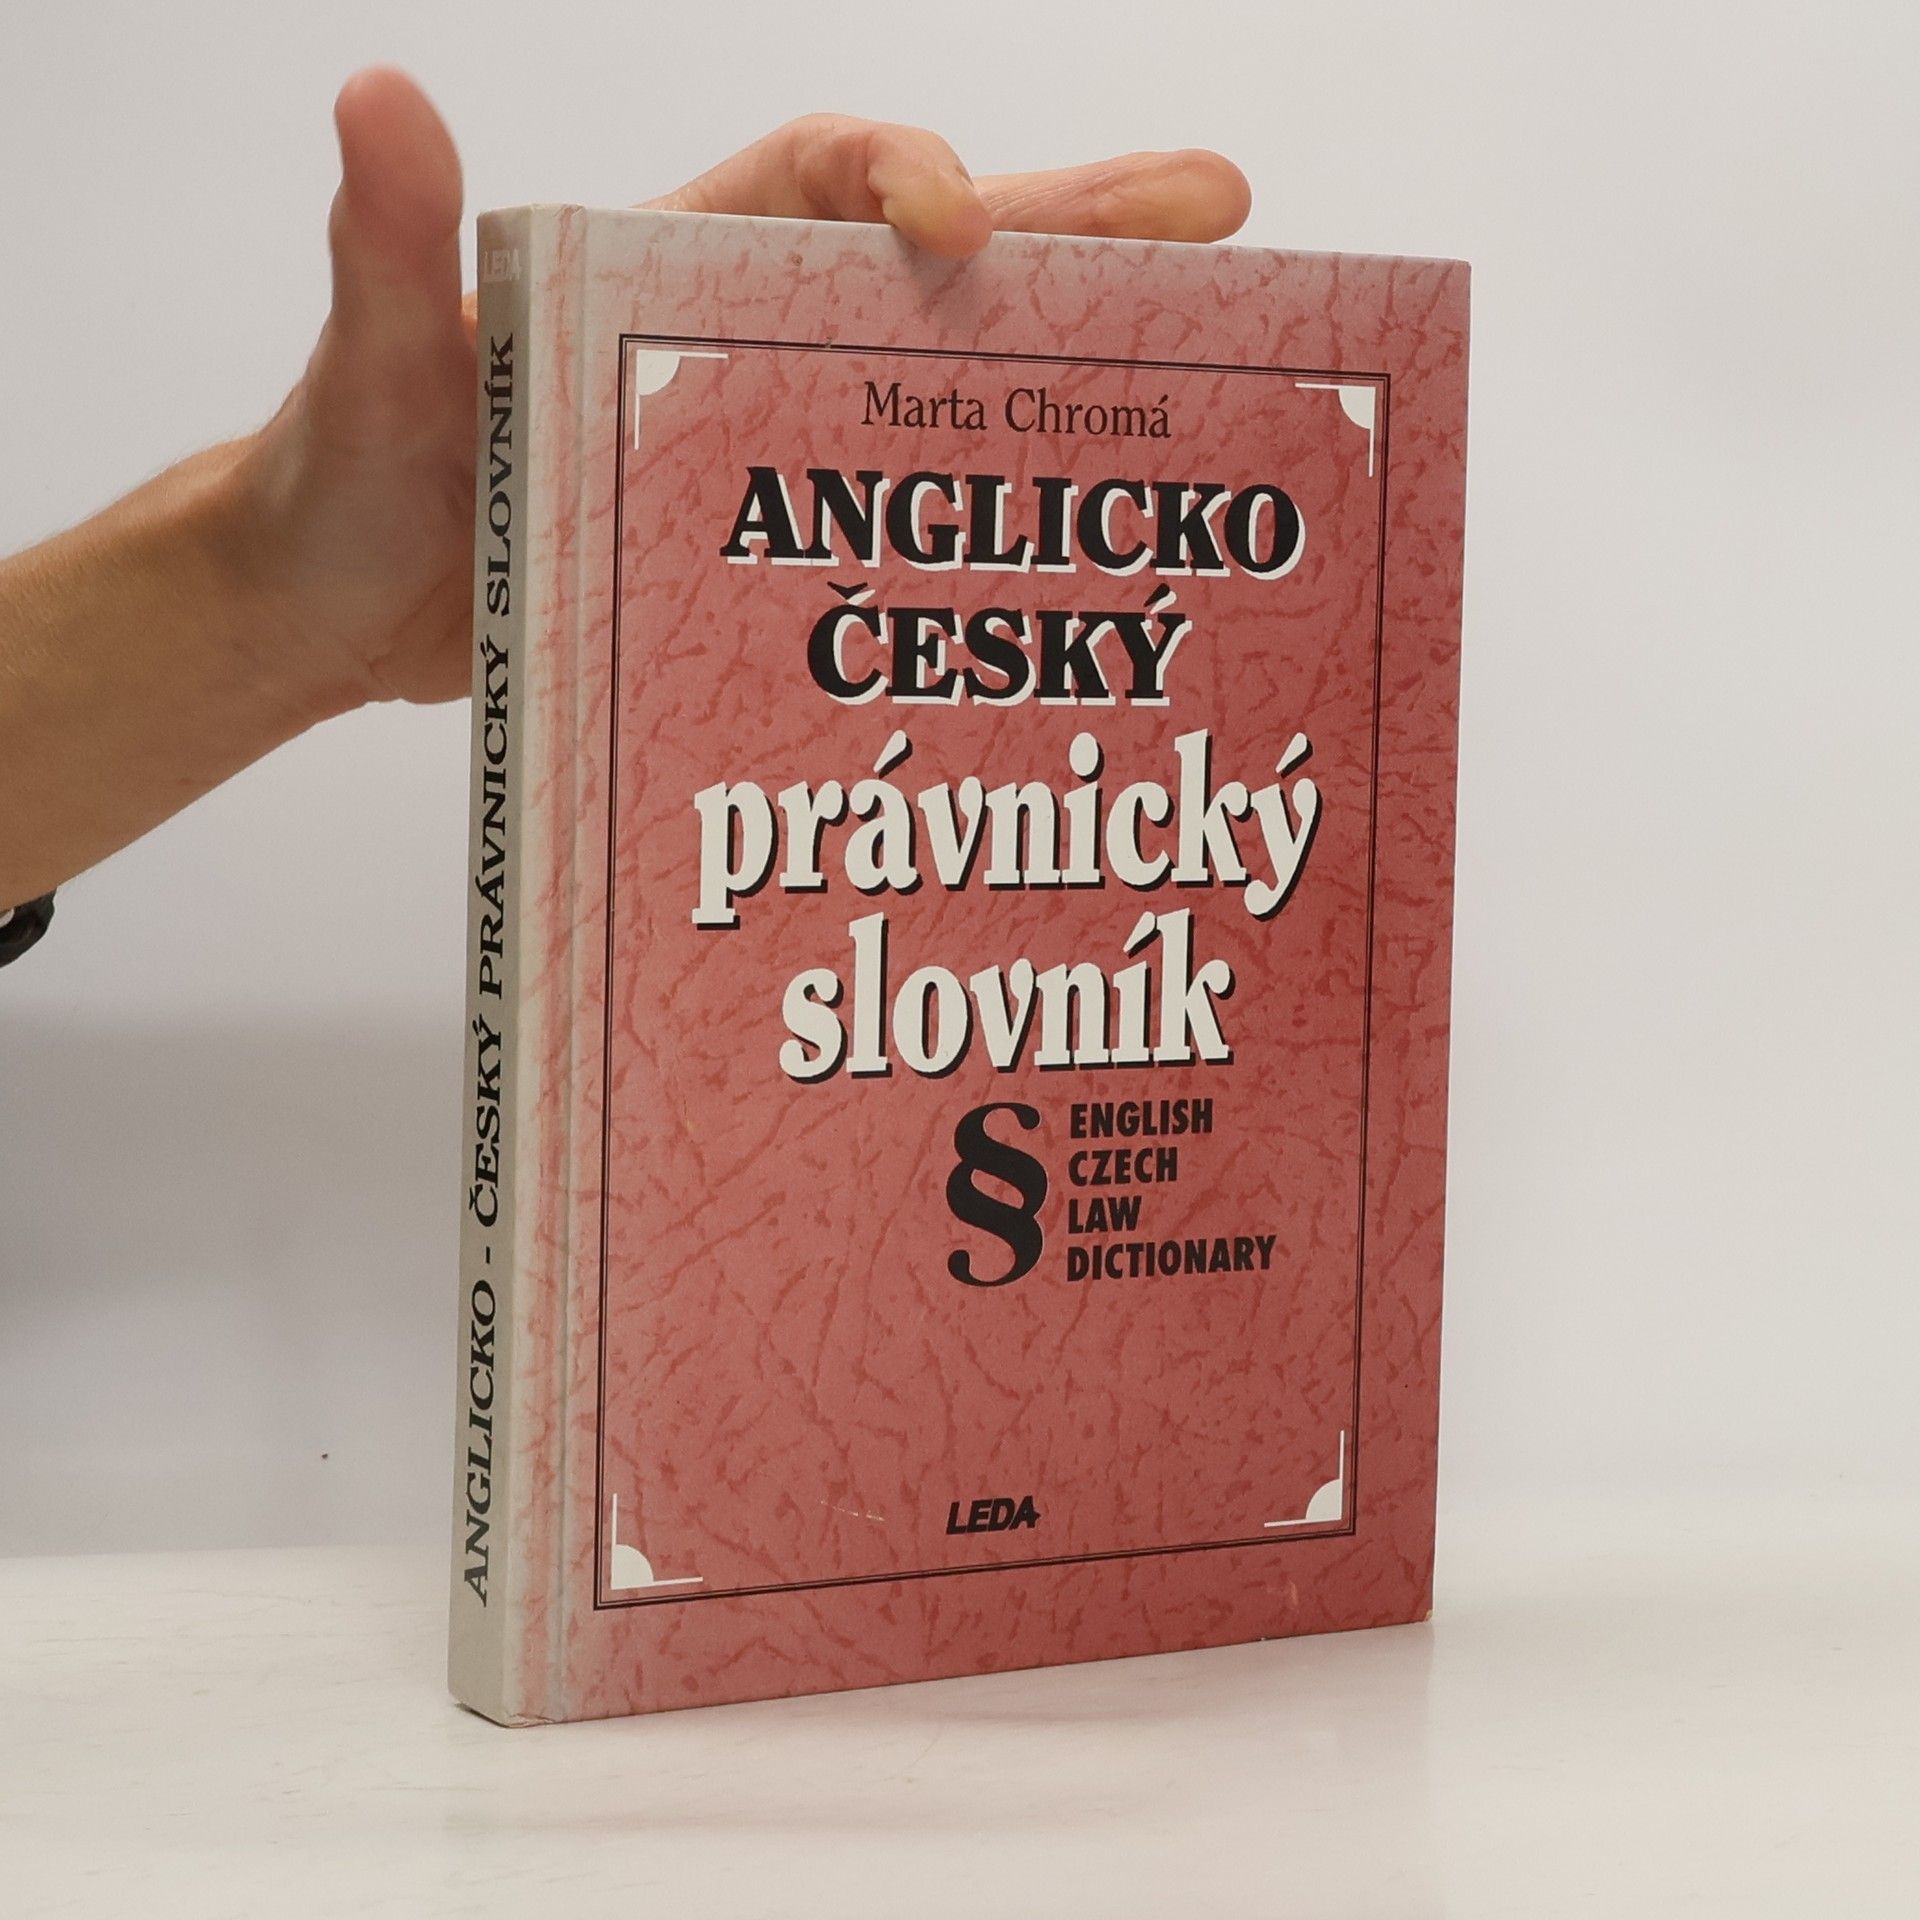 LEDA
ANGLICKO - ČESKÝ PRÁVNICKÝ SLOVNÍK
Marta Chromá
ANGLICKO
ČESKÝ
právnický
slovník
§
ENGLISH
CZECH
LAW
DICTIONARY
LEDA